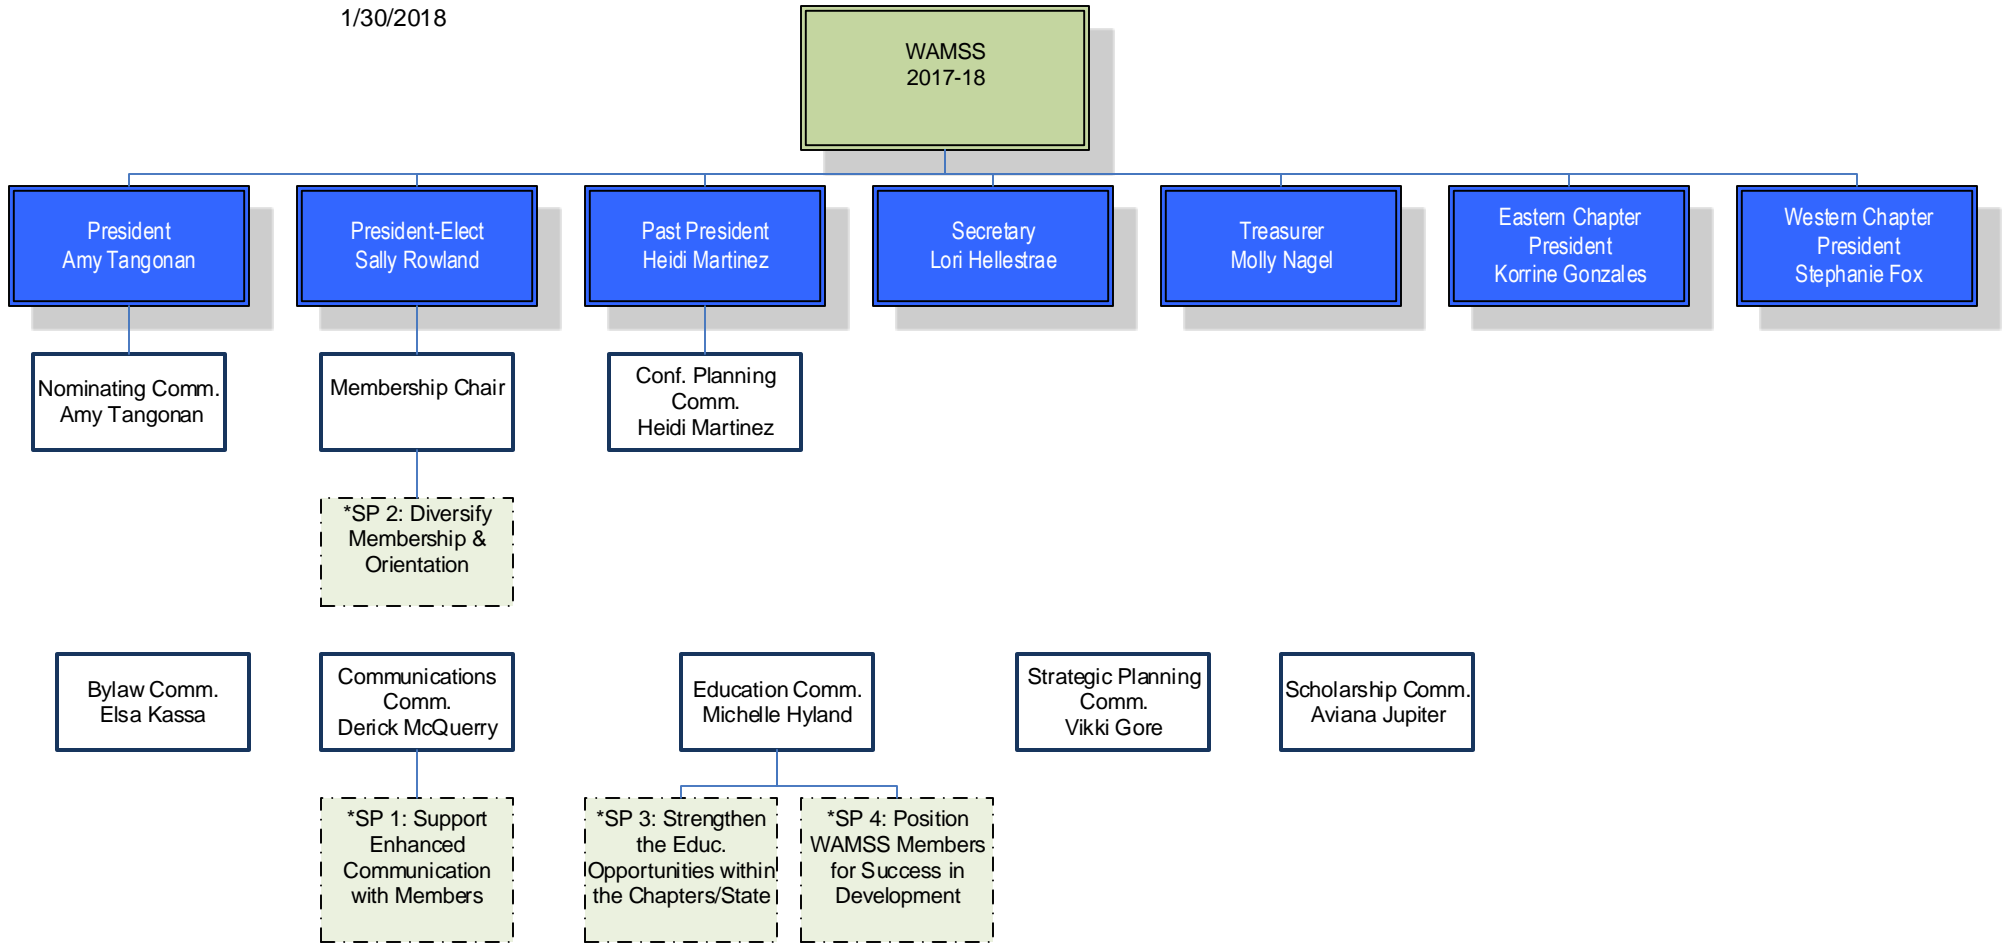 1/30/2018
WAMSS
2017-18
President
Amy Tangonan
President-Elect
Sally Rowland
Past President
Heidi Martinez
Secretary
Lori Hellestrae
Treasurer
Molly Nagel
Eastern Chapter
President
Korrine Gonzales
Western Chapter
President
Stephanie Fox
Nominating Comm.
Amy Tangonan
Membership Chair
Conf. Planning
Comm.
Heidi Martinez
*SP 2: Diversify
Membership &
Orientation
Bylaw Comm.
Elsa Kassa
Communications
Comm.
Derick McQuerry
Education Comm.
Michelle Hyland
Strategic Planning
Comm.
Vikki Gore
Scholarship Comm.
Aviana Jupiter
*SP 1: Support
Enhanced
Communication
with Members
*SP 3: Strengthen
the Educ.
Opportunities within
the Chapters/State
*SP 4: Position
WAMSS Members
for Success in
Development